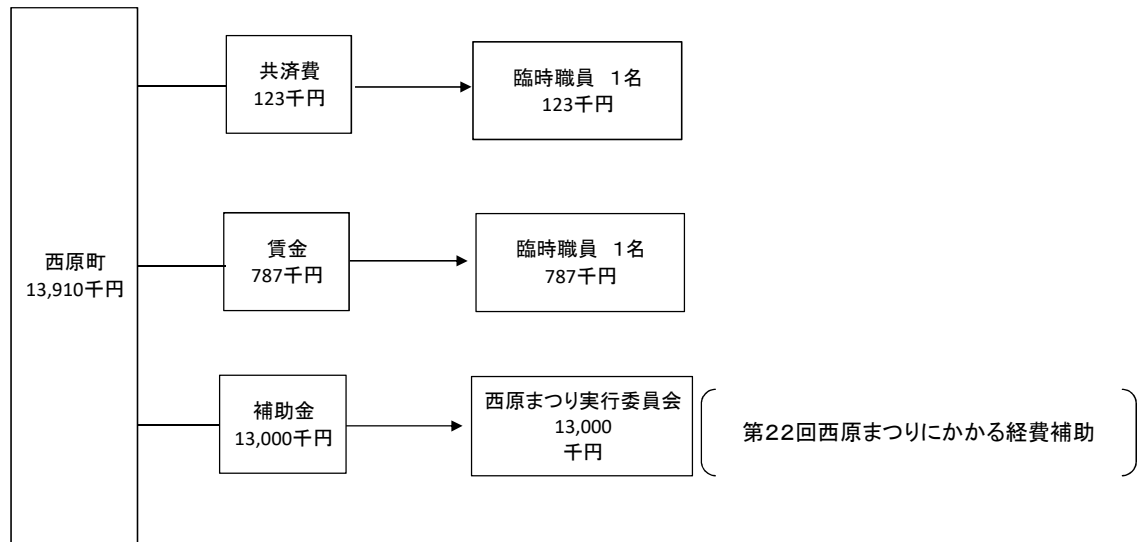 西原町
13,910千円
共済費
123千円
臨時職員　１名
123千円
賃金
787千円
臨時職員　１名
787千円
補助金
13,000千円
西原まつり実行委員会
13,000
千円
第２２回西原まつりにかかる経費補助